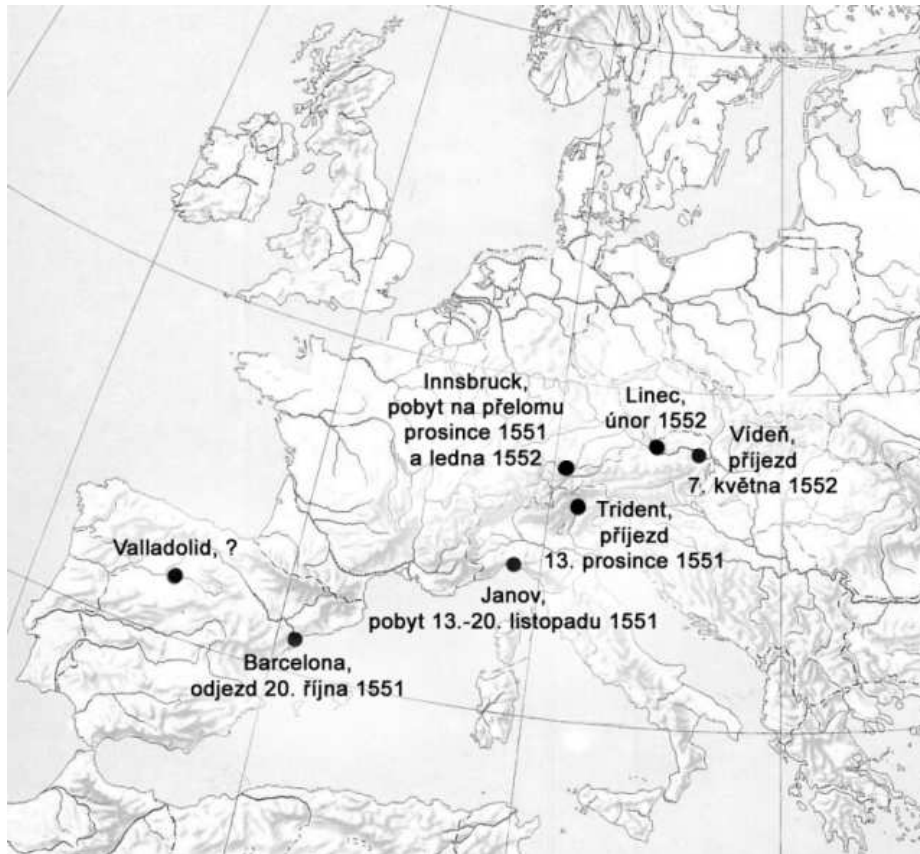 Innsbruck,
pobyt na přelomu
prosince 1551
a ledna 1552
Linec,
únor 1552
Vídeň,
příjezd
7. května 1552
Trident,
příjezd
13. prosince 1551
Valladolid, ?
Janov,
pobyt 13.-20. listopadu 1551
Barcelona,
odjezd 20. října 1551